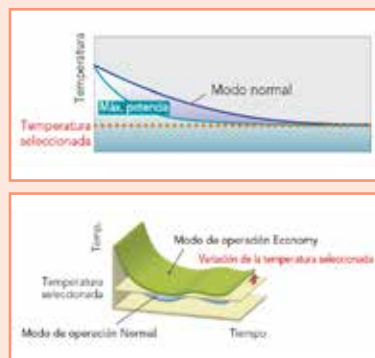 Temperatura
Modo normal
Máx. potencia
Temperatura
seleccionada
Temp.
Modo de operación Economy
Variación de la temperatura seleccionada
Temperatura
seleccionada
Modo de operación Normal
Tiempo